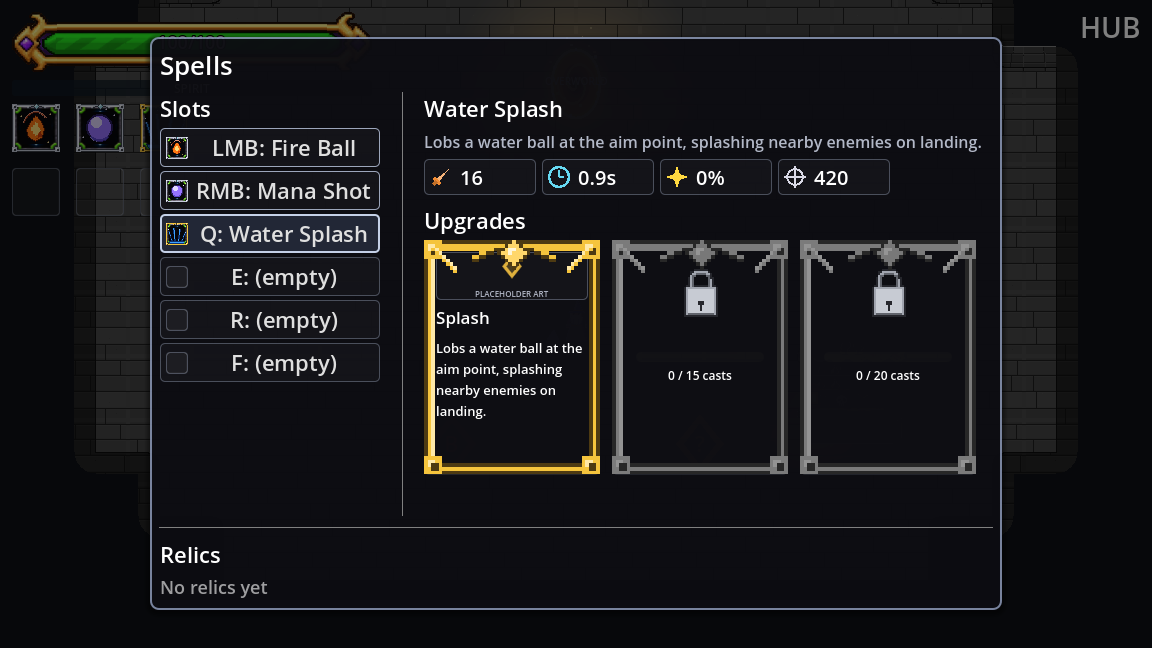 HUB
Spells
Slots
LMB: Fire Ball
RMB: Mana Shot
Q: Water Splash
E: (empty)
R: (empty)
F: (empty)
Water Splash
Lobs a water ball at the aim point, splashing nearby enemies on landing.
16
0.9s
0%
420
Upgrades
PLACEHOLDER ART
Splash
Lobs a water ball at the
aim point, splashing
nearby enemies on
landing.
0 / 15 casts
0 / 20 casts
Relics
No relics yet